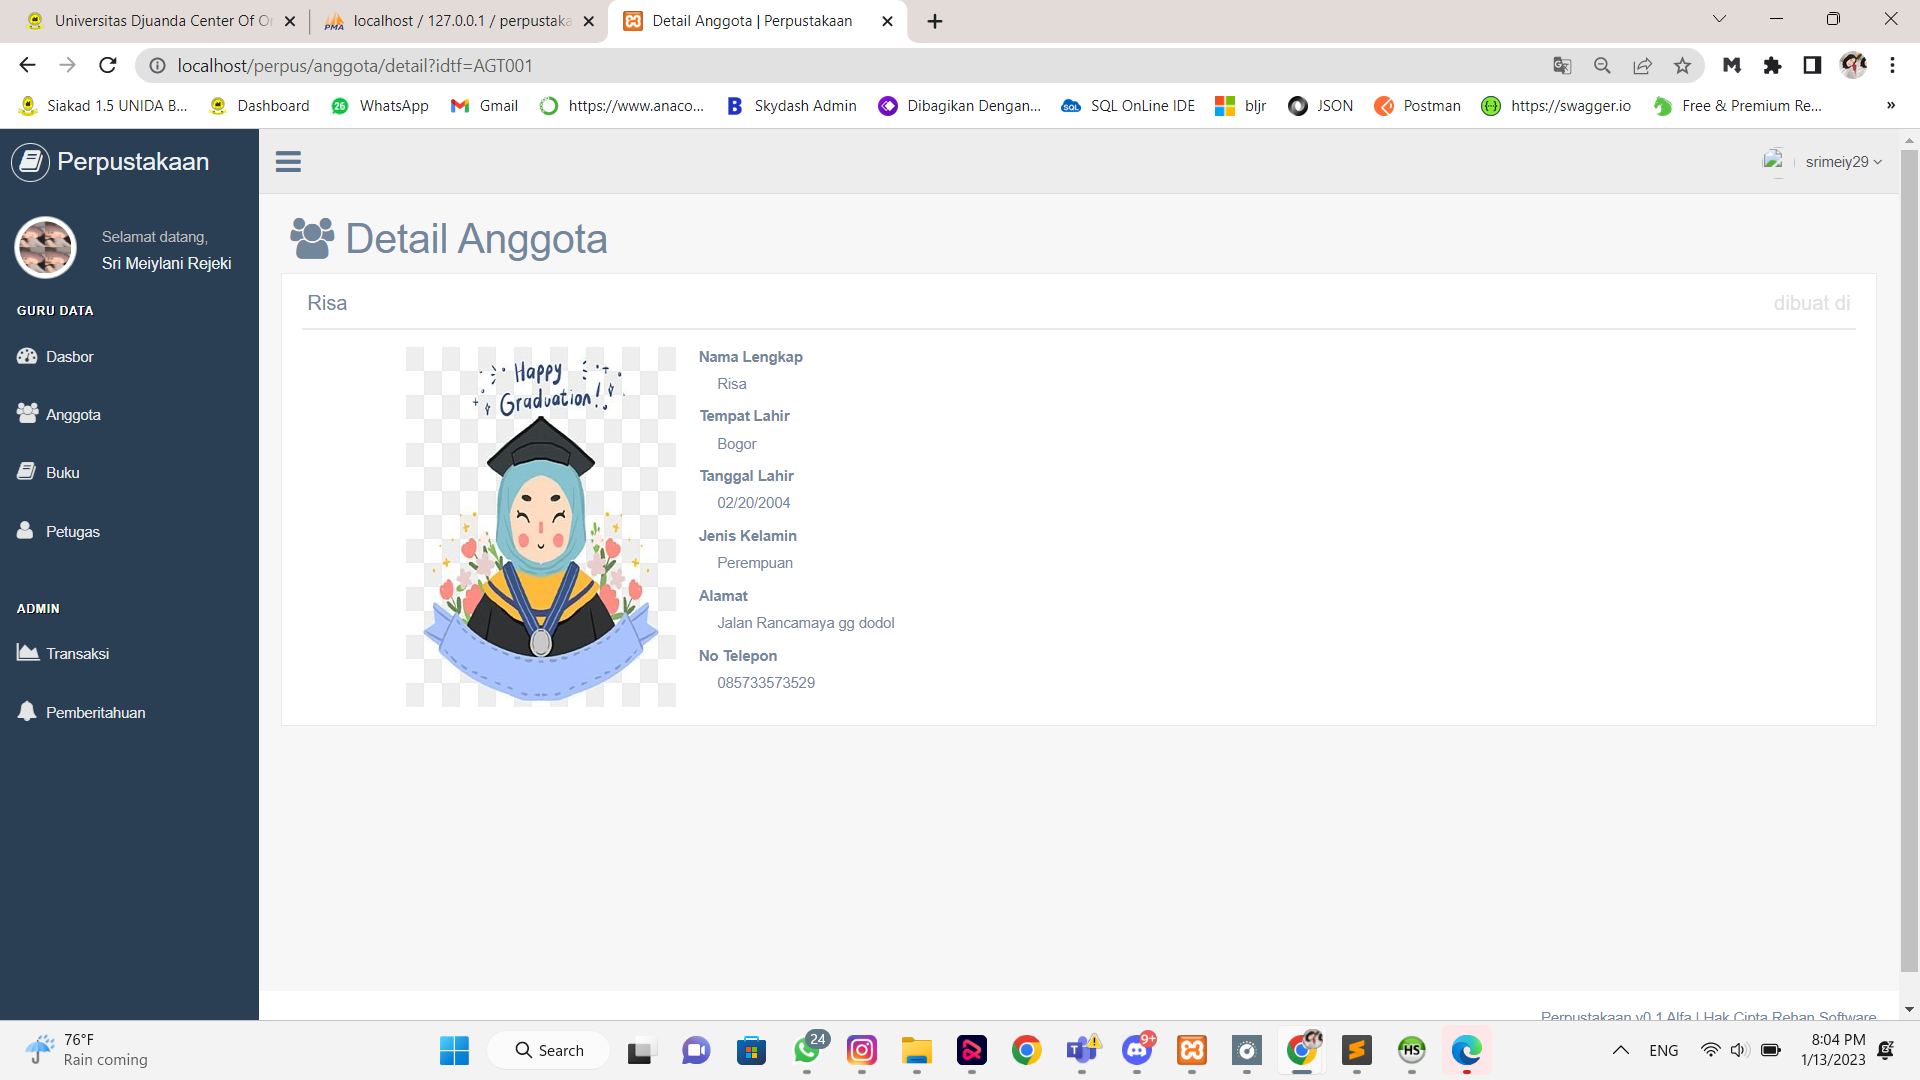 Universitas Djuanda Center Of Or
localhost / 127.0.0.1 / perpustaka
Detail Anggota | Perpustakaan
localhost/perpus/anggota/detail?idtf=AGT001
Siakad 1.5 UNIDA B...
Dashboard
26
WhatsApp
Gmail
https://www.anaco...
Skydash Admin
Dibagikan Dengan...
SQL OnLine IDE
bljr
JSON
Postman
https://swagger.io
Free & Premium Re...
»
Perpustakaan
srimeiy29
Selamat datang,
Sri Meiylani Rejeki
GURU DATA
Dasbor
Anggota
Buku
Petugas
ADMIN
Transaksi
Pemberitahuan
Detail Anggota
Risa
dibuat di
Happy
Graduation!
Nama Lengkap
Risa
Tempat Lahir
Bogor
Tanggal Lahir
02/20/2004
Jenis Kelamin
Perempuan
Alamat
Jalan Rancamaya gg dodol
No Telepon
085733573529
Perpustakaan v0.1 Alfa | Hak Cipta Rehan Software
76°F
Rain coming
Search
24
9+
HS
ENG
8:04 PM
1/13/2023